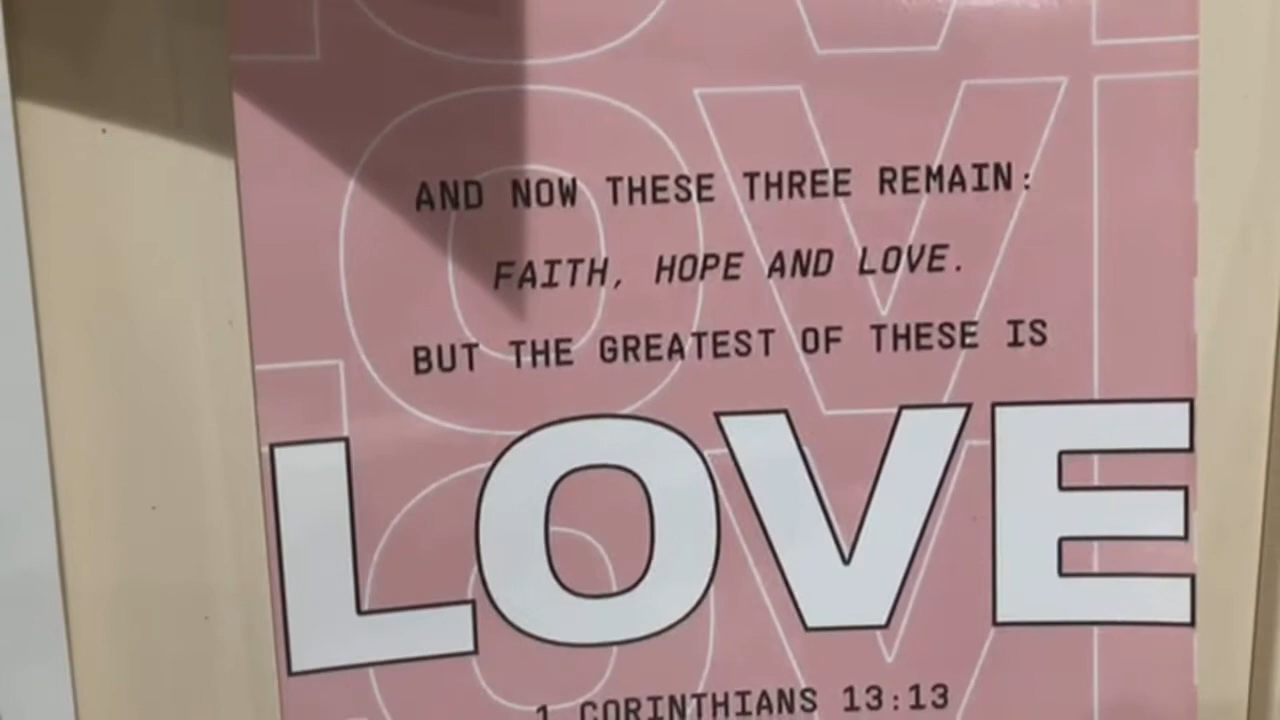 AND NOW THESE THREE REMAIN:
FAITH, HOPE AND LOVE.
BUT THE GREATEST OF THESE IS
LOVE
1 CORINTHIANS 13:13